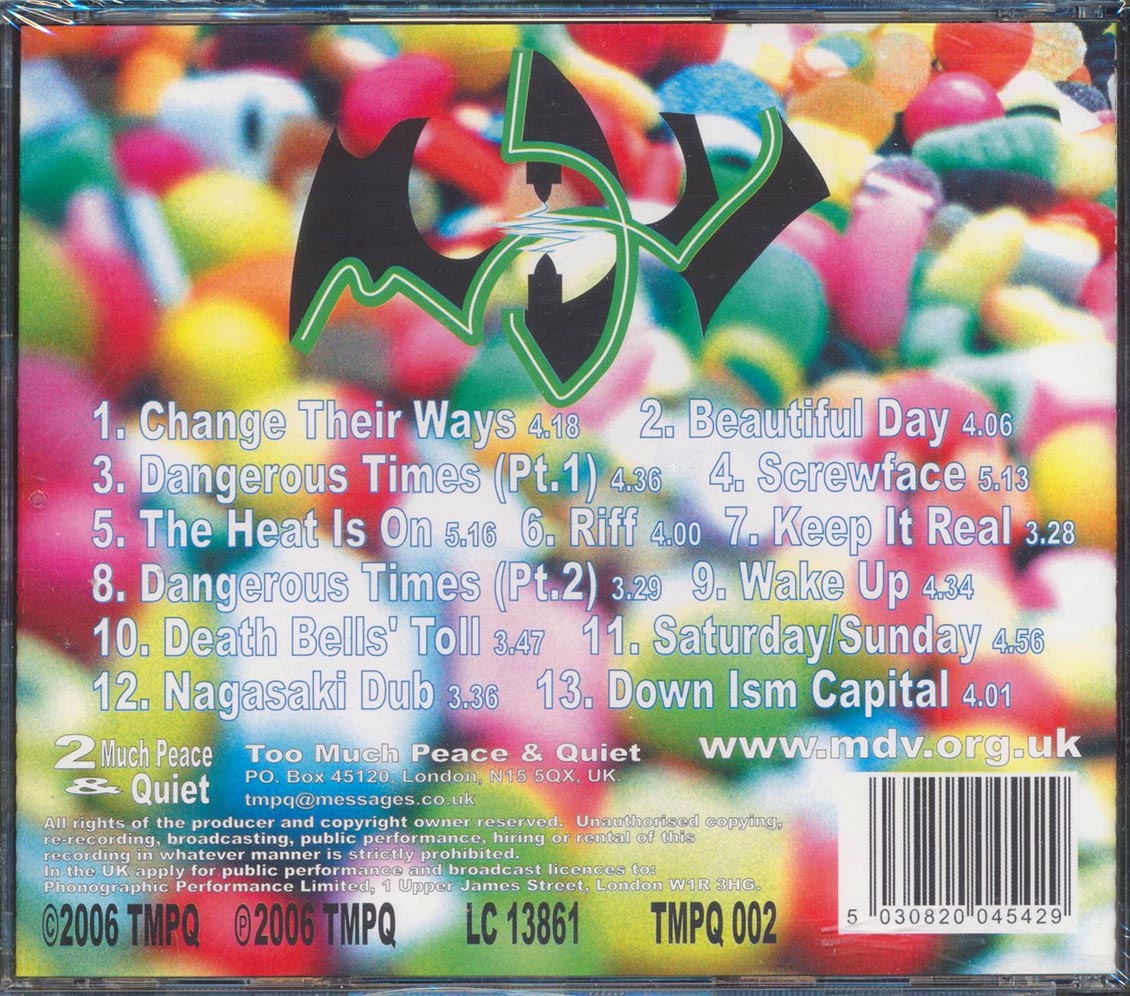 MDV
1. Change Their Ways 4.18 2. Beautiful Day 4.06
3. Dangerous Times (Pt.1) 4.36 4. Screwface 5.13
5. The Heat Is On 5.16 6. Riff 4.00 7. Keep It Real 3.28
8. Dangerous Times (Pt.2) 3.29 9. Wake Up 4.34
10. Death Bells' Toll 3.47 11. Saturday/Sunday 4.56
12. Nagasaki Dub 3.36 13. Down Ism Capital 4.01
2 Much Peace
& Quiet
Too Much Peace & Quiet
PO. Box 45120, London, N15 5QX, UK.
tmpq@messages.co.uk
www.mdv.org.uk
All rights of the producer and copyright owner reserved. Unauthorised copying,
re-recording, broadcasting, public performance, hiring or rental of this
recording in whatever manner is strictly prohibited.
In the UK apply for public performance and broadcast licences to:
Phonographic Performance Limited, 1 Upper James Street, London W1R 3HG.
©2006 TMPQ ℗2006 TMPQ LC 13861 TMPQ 002
5 030820 045429